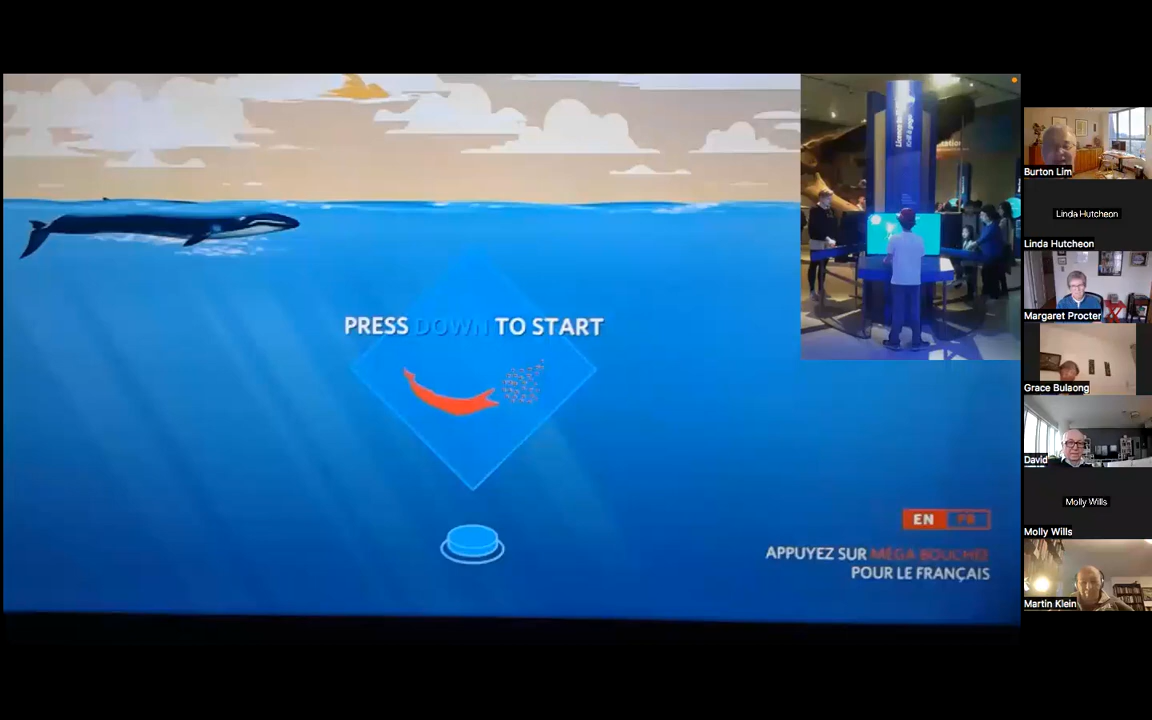 PRESS DOWN TO START
EN FR
APPUYEZ SUR MÉGA BOUCHÉE
POUR LE FRANÇAIS
Burton Lim
Linda Hutcheon
Linda Hutcheon
Margaret Procter
Grace Bulaong
David
Molly Wills
Molly Wills
Martin Klein